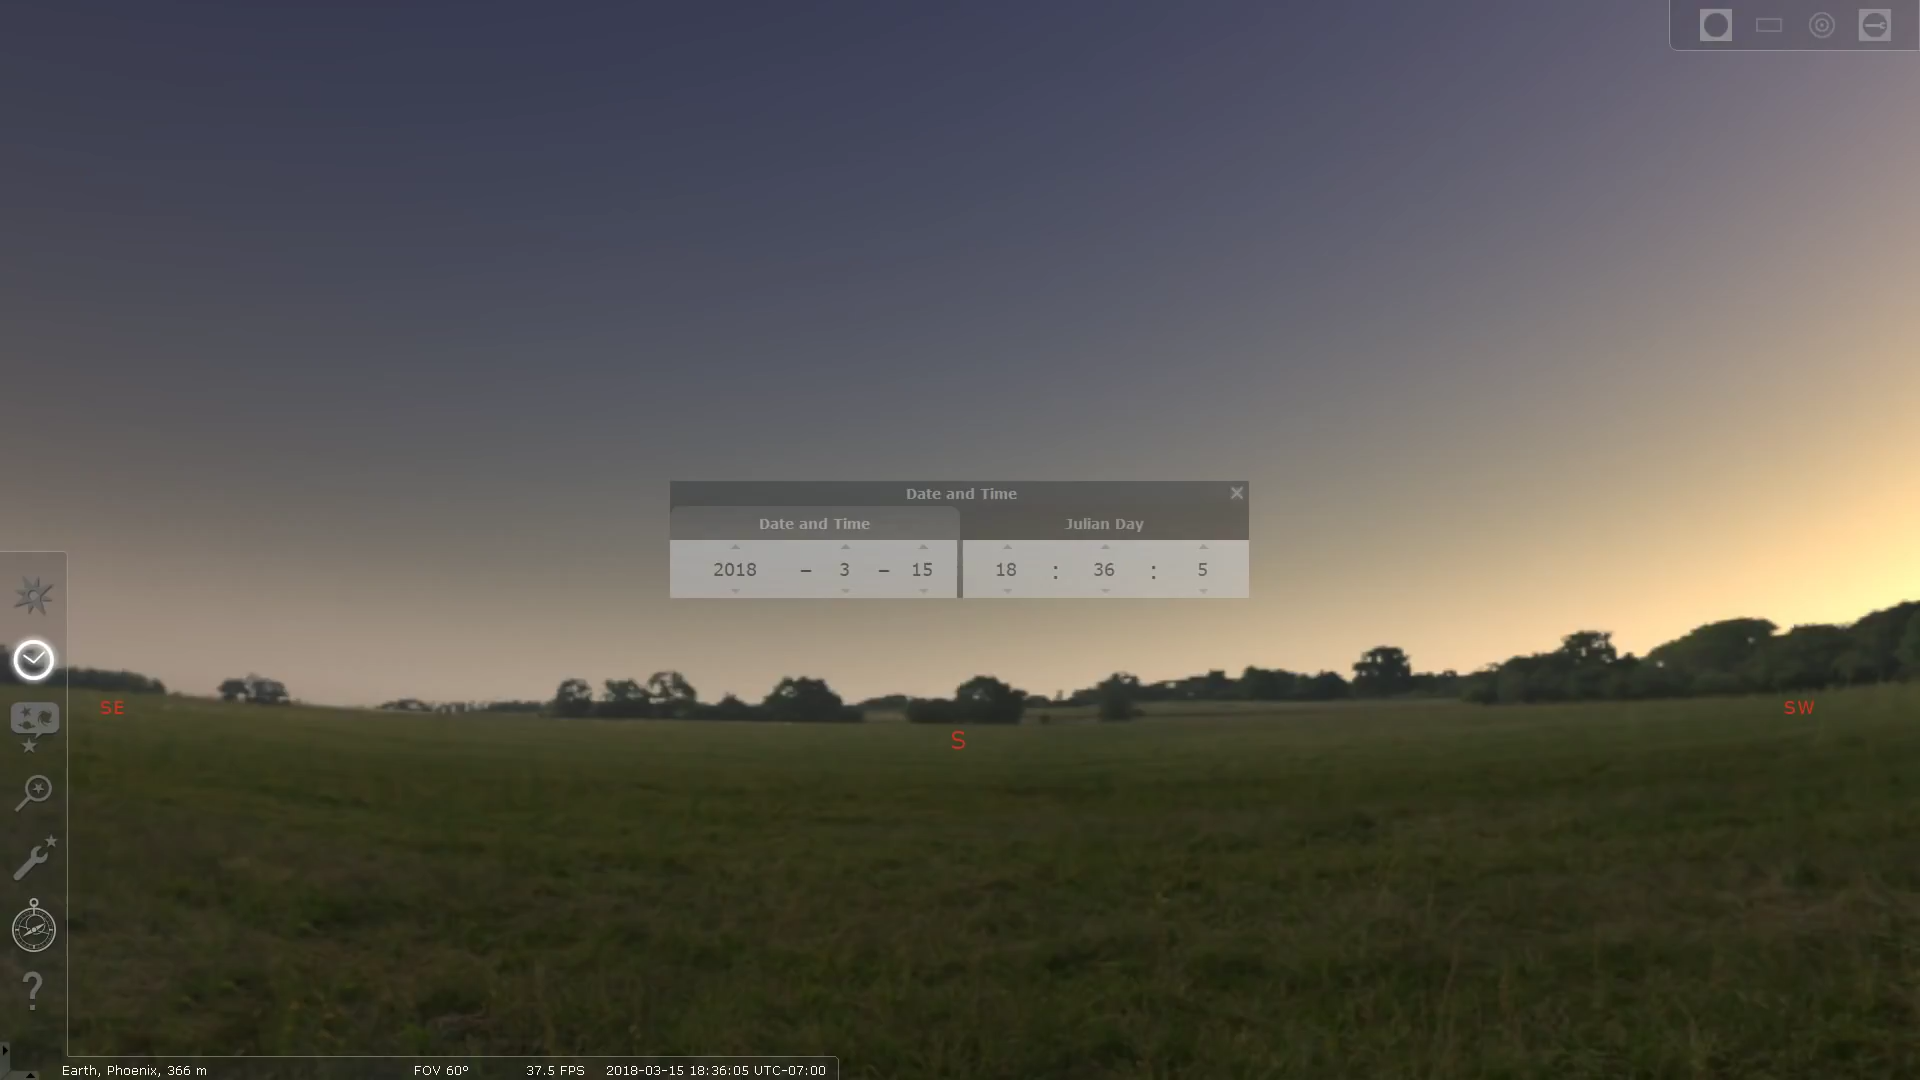 Date and Time
Date and Time Julian Day
2018 – 3 – 15 18 : 36 : 5
SE
SW
S
?
Earth, Phoenix, 366 m FOV 60° 37.5 FPS 2018-03-15 18:36:05 UTC-07:00